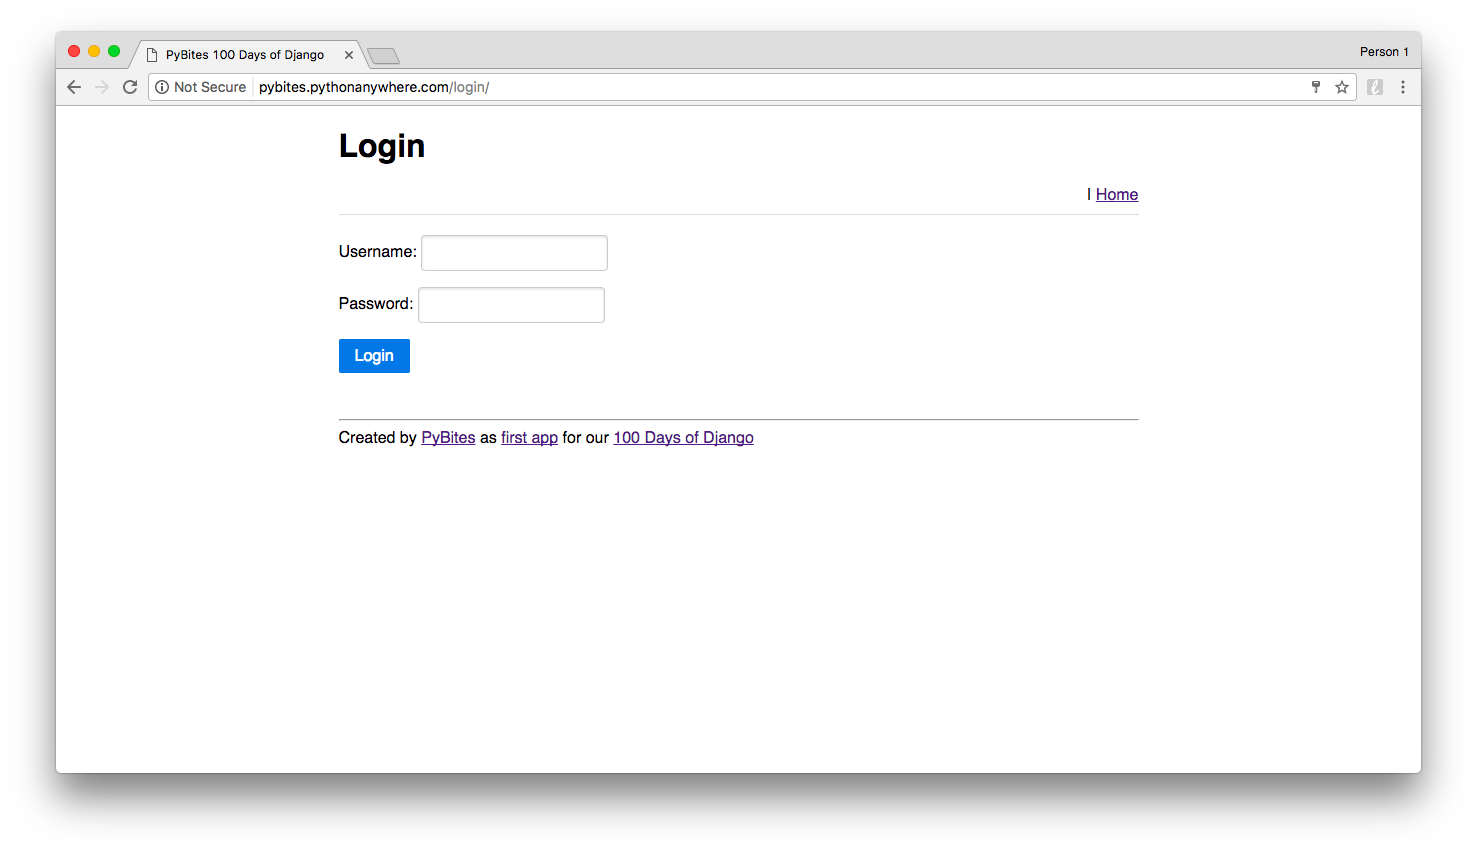 PyBites 100 Days of Django
Person 1
Not Secure pybites.pythonanywhere.com/login/
Login
| Home
Username:
Password:
Login
Created by PyBites as first app for our 100 Days of Django